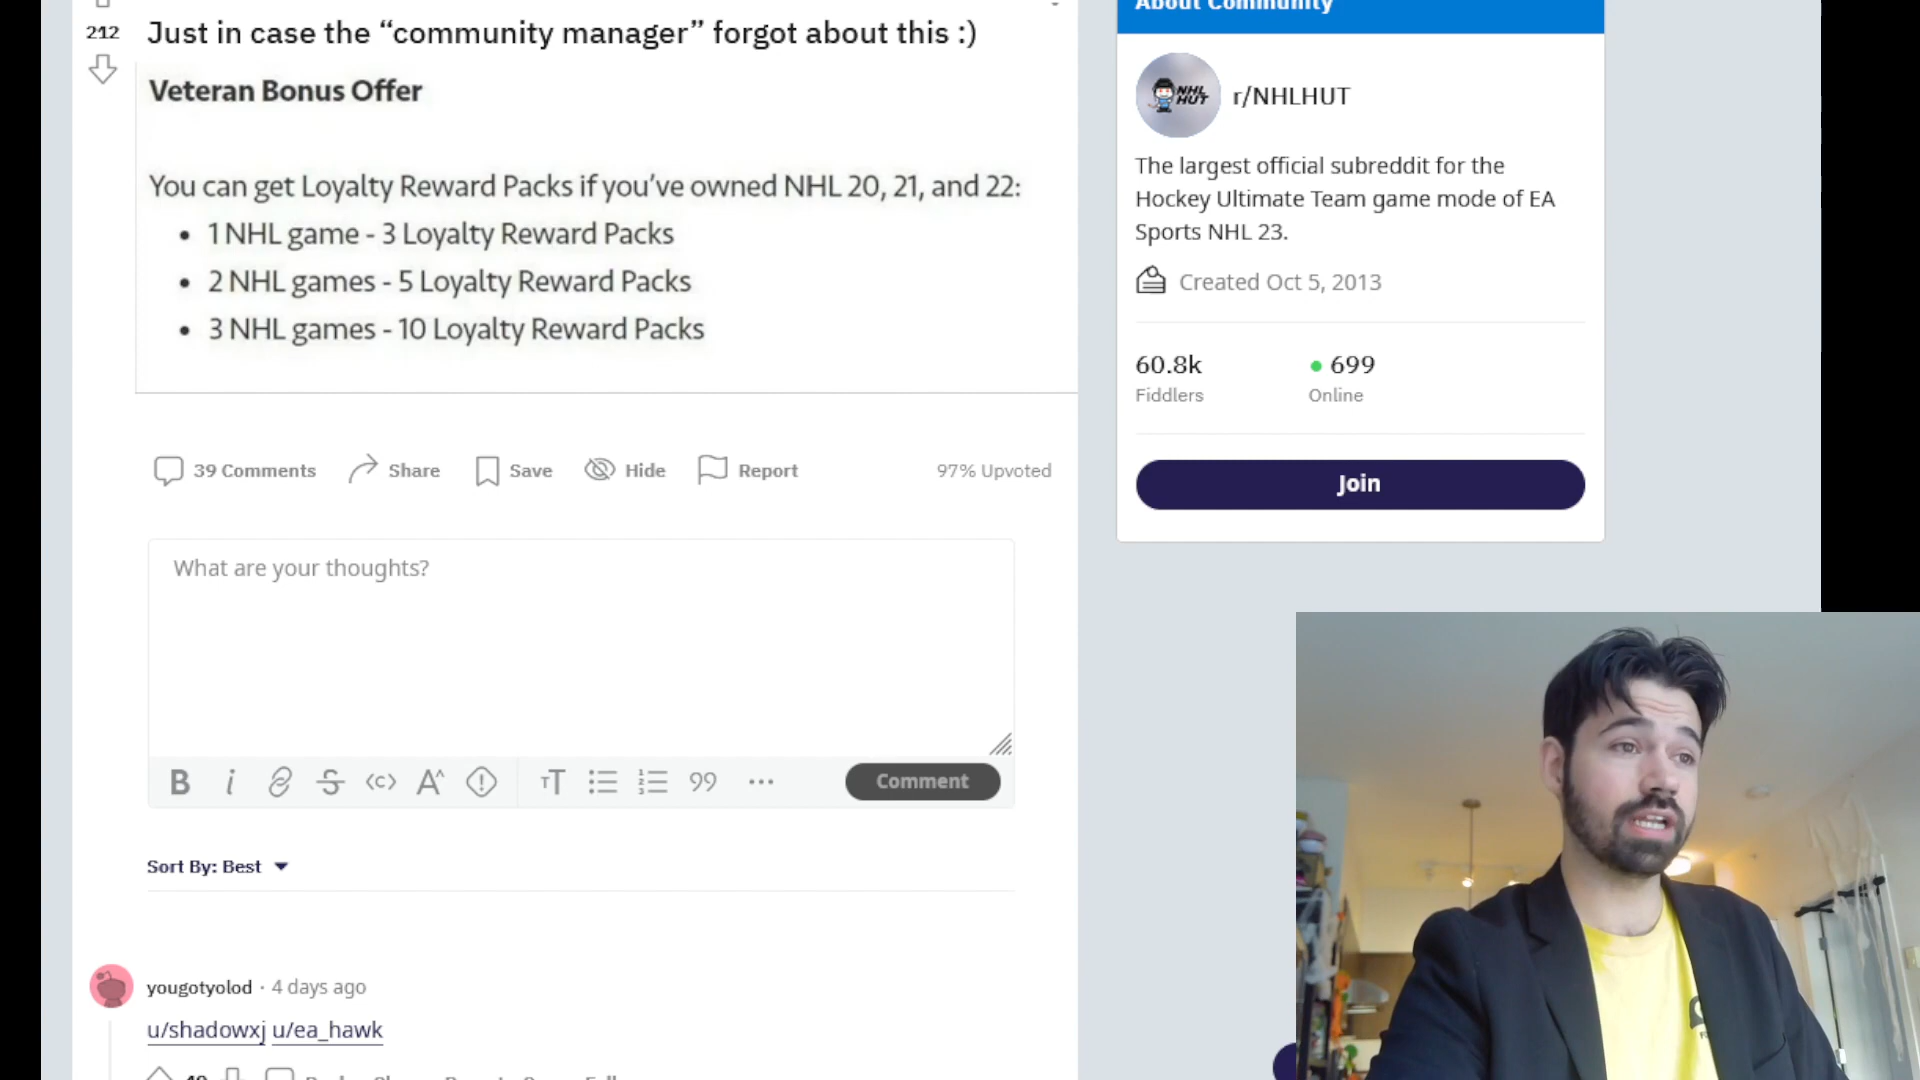 About Community
212
Just in case the “community manager” forgot about this :)
Veteran Bonus Offer
You can get Loyalty Reward Packs if you’ve owned NHL 20, 21, and 22:
• 1 NHL game - 3 Loyalty Reward Packs
• 2 NHL games - 5 Loyalty Reward Packs
• 3 NHL games - 10 Loyalty Reward Packs
39 Comments
Share
Save
Hide
Report
97% Upvoted
What are your thoughts?
Comment
Sort By: Best
yougotyolod · 4 days ago
u/shadowxj u/ea_hawk
NHL
HUT
r/NHLHUT
The largest official subreddit for the
Hockey Ultimate Team game mode of EA
Sports NHL 23.
Created Oct 5, 2013
60.8k
Fiddlers
699
Online
Join